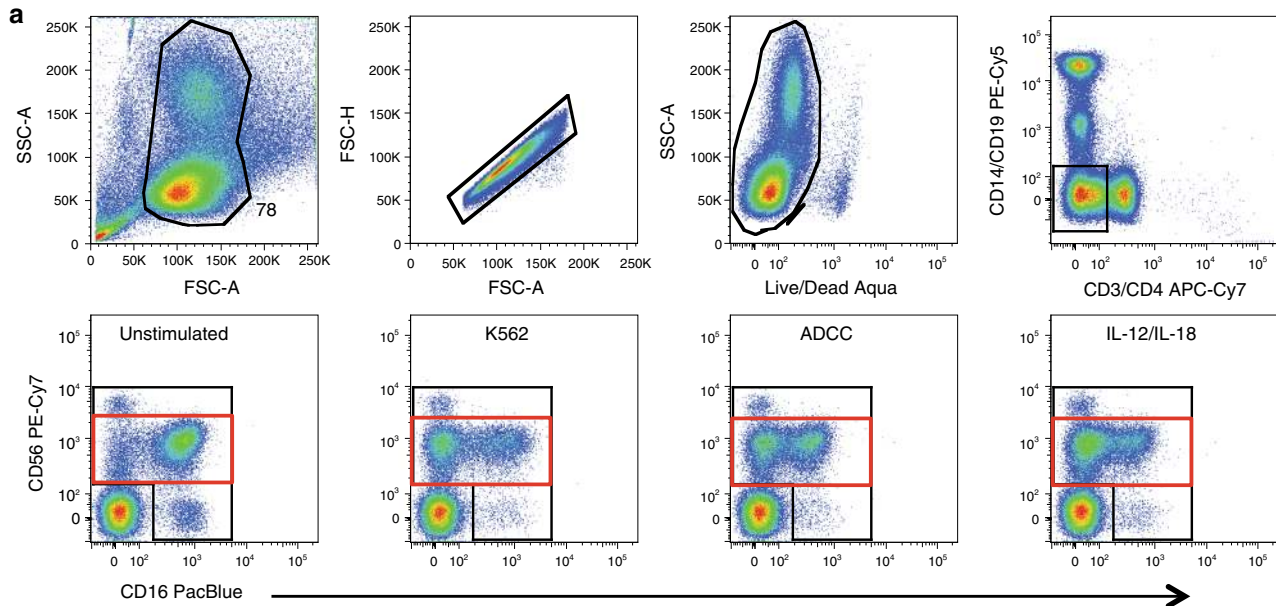 a
250K
200K
150K
100K
50K
0
SSC-A
78
0 50K 100K 150K 200K 250K
FSC-A
250K
200K
150K
100K
50K
0
FSC-H
0 50K 100K 150K 200K 250K
FSC-A
250K
200K
150K
100K
50K
0
SSC-A
0 10² 10³ 10⁴ 10⁵
Live/Dead Aqua
10⁵
10⁴
10³
10²
0
CD14/CD19 PE-Cy5
0 10² 10³ 10⁴ 10⁵
CD3/CD4 APC-Cy7
Unstimulated
10⁵
10⁴
10³
10²
0
CD56 PE-Cy7
0 10² 10³ 10⁴ 10⁵
K562
10⁵
10⁴
10³
10²
0
0 10² 10³ 10⁴ 10⁵
ADCC
10⁵
10⁴
10³
10²
0
0 10² 10³ 10⁴ 10⁵
IL-12/IL-18
10⁵
10⁴
10³
10²
0
0 10² 10³ 10⁴ 10⁵
CD16 PacBlue